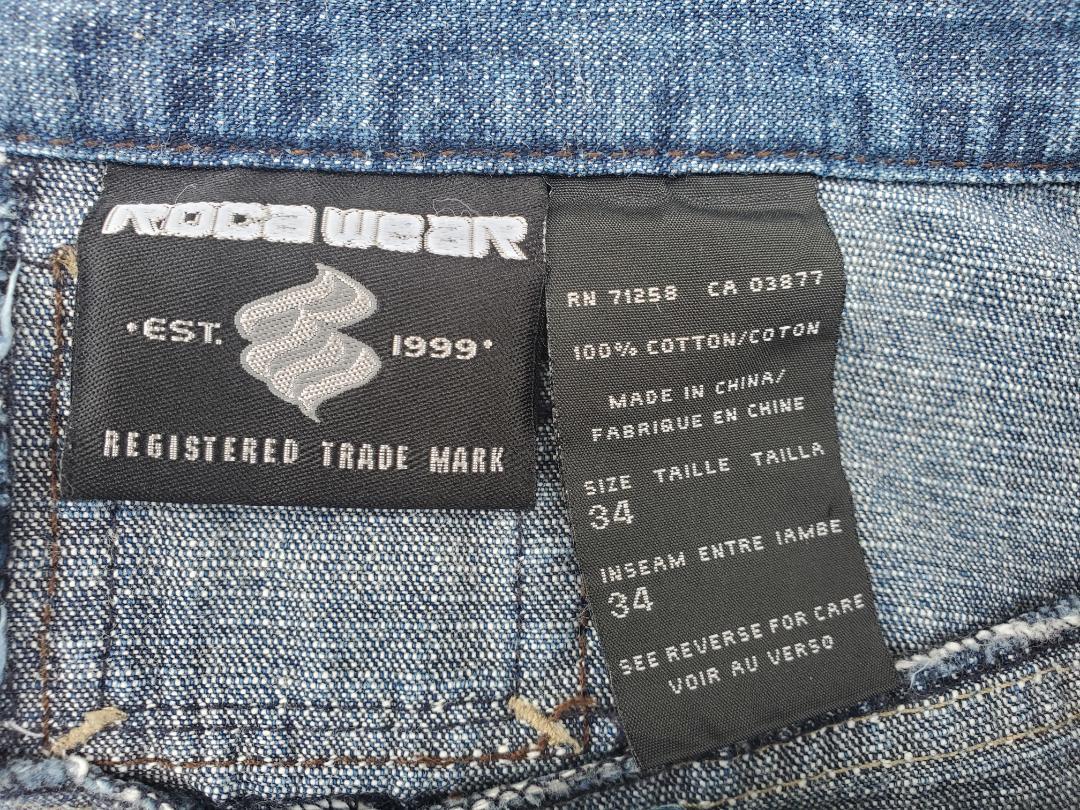 ROCAWEAR
•EST. 1999•
REGISTERED TRADE MARK
RN 71258 CA 03877
100% COTTON/COTON
MADE IN CHINA/
FABRIQUE EN CHINE
SIZE TAILLE TAILLA
34
INSEAM ENTRE IAMBE
34
SEE REVERSE FOR CARE
VOIR AU VERSO